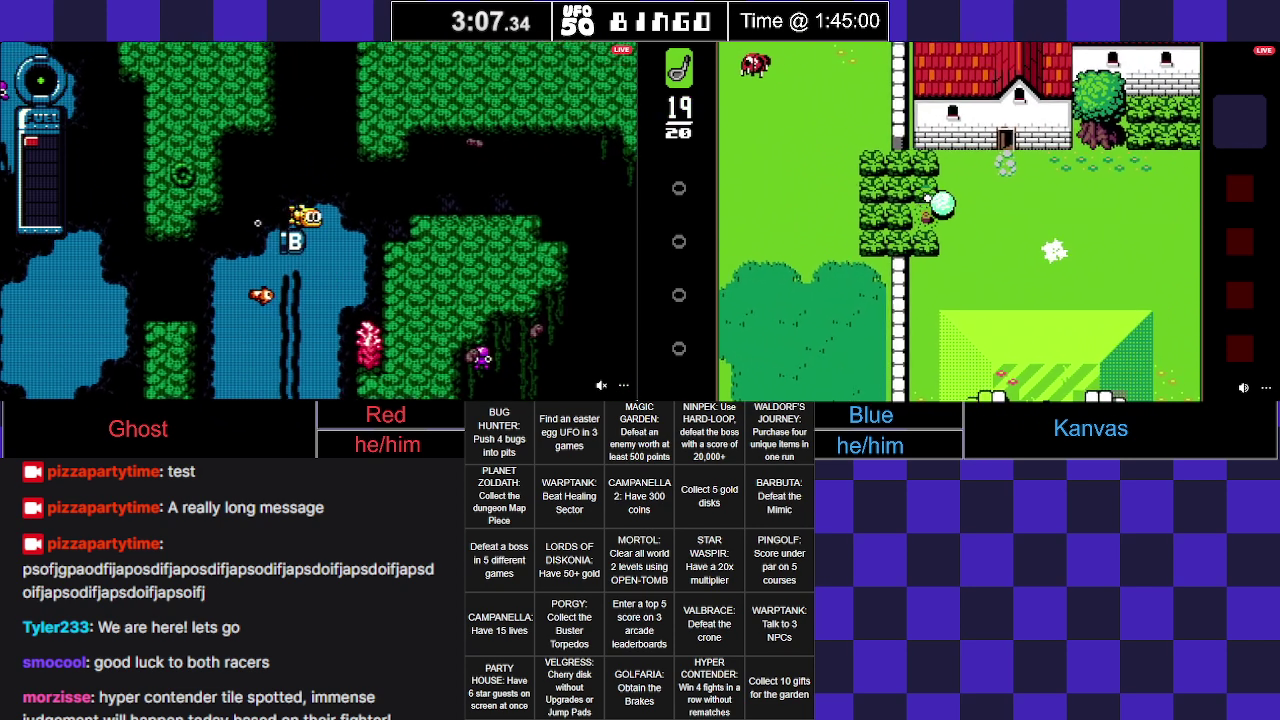 3:07.34
UFO 50
BINGO
Time @ 1:45:00
LIVE
LIVE
FUEL
19
20
B
Ghost
Red
he/him
Blue
he/him
Kanvas
BUG
HUNTER:
Push 4 bugs
into pits
Find an easter
egg UFO in 3
games
MAGIC
GARDEN:
Defeat an
enemy worth at
least 500 points
NINPEK: Use
HARD-LOOP,
defeat the boss
with a score of
20,000+
WALDORF'S
JOURNEY:
Purchase four
unique items in
one run
PLANET
ZOLDATH:
Collect the
dungeon Map
Piece
WARPTANK:
Beat Healing
Sector
CAMPANELLA
2: Have 300
coins
Collect 5 gold
disks
BARBUTA:
Defeat the
Mimic
Defeat a boss
in 5 different
games
LORDS OF
DISKONIA:
Have 50+ gold
MORTOL:
Clear all world
2 levels using
OPEN-TOMB
STAR
WASPIR:
Have a 20x
multiplier
PINGOLF:
Score under
par on 5
courses
CAMPANELLA:
Have 15 lives
PORGY:
Collect the
Buster
Torpedos
Enter a top 5
score on 3
arcade
leaderboards
VALBRACE:
Defeat the
crone
WARPTANK:
Talk to 3
NPCs
PARTY
HOUSE: Have
6 star guests on
screen at once
VELGRESS:
Cherry disk
without
Upgrades or
Jump Pads
GOLFARIA:
Obtain the
Brakes
HYPER
CONTENDER:
Win 4 fights in a
row without
rematches
Collect 10 gifts
for the garden
pizzapartytime: test
pizzapartytime: A really long message
pizzapartytime:
psofjgpaodfijaposdifjaposdifjapsodifjapsdoifjapsdoifjapsd
oifjapsodifjapsdoifjapsoifj
Tyler233: We are here! lets go
smocool: good luck to both racers
morzisse: hyper contender tile spotted, immense
judgement will happen today based on their fighter!